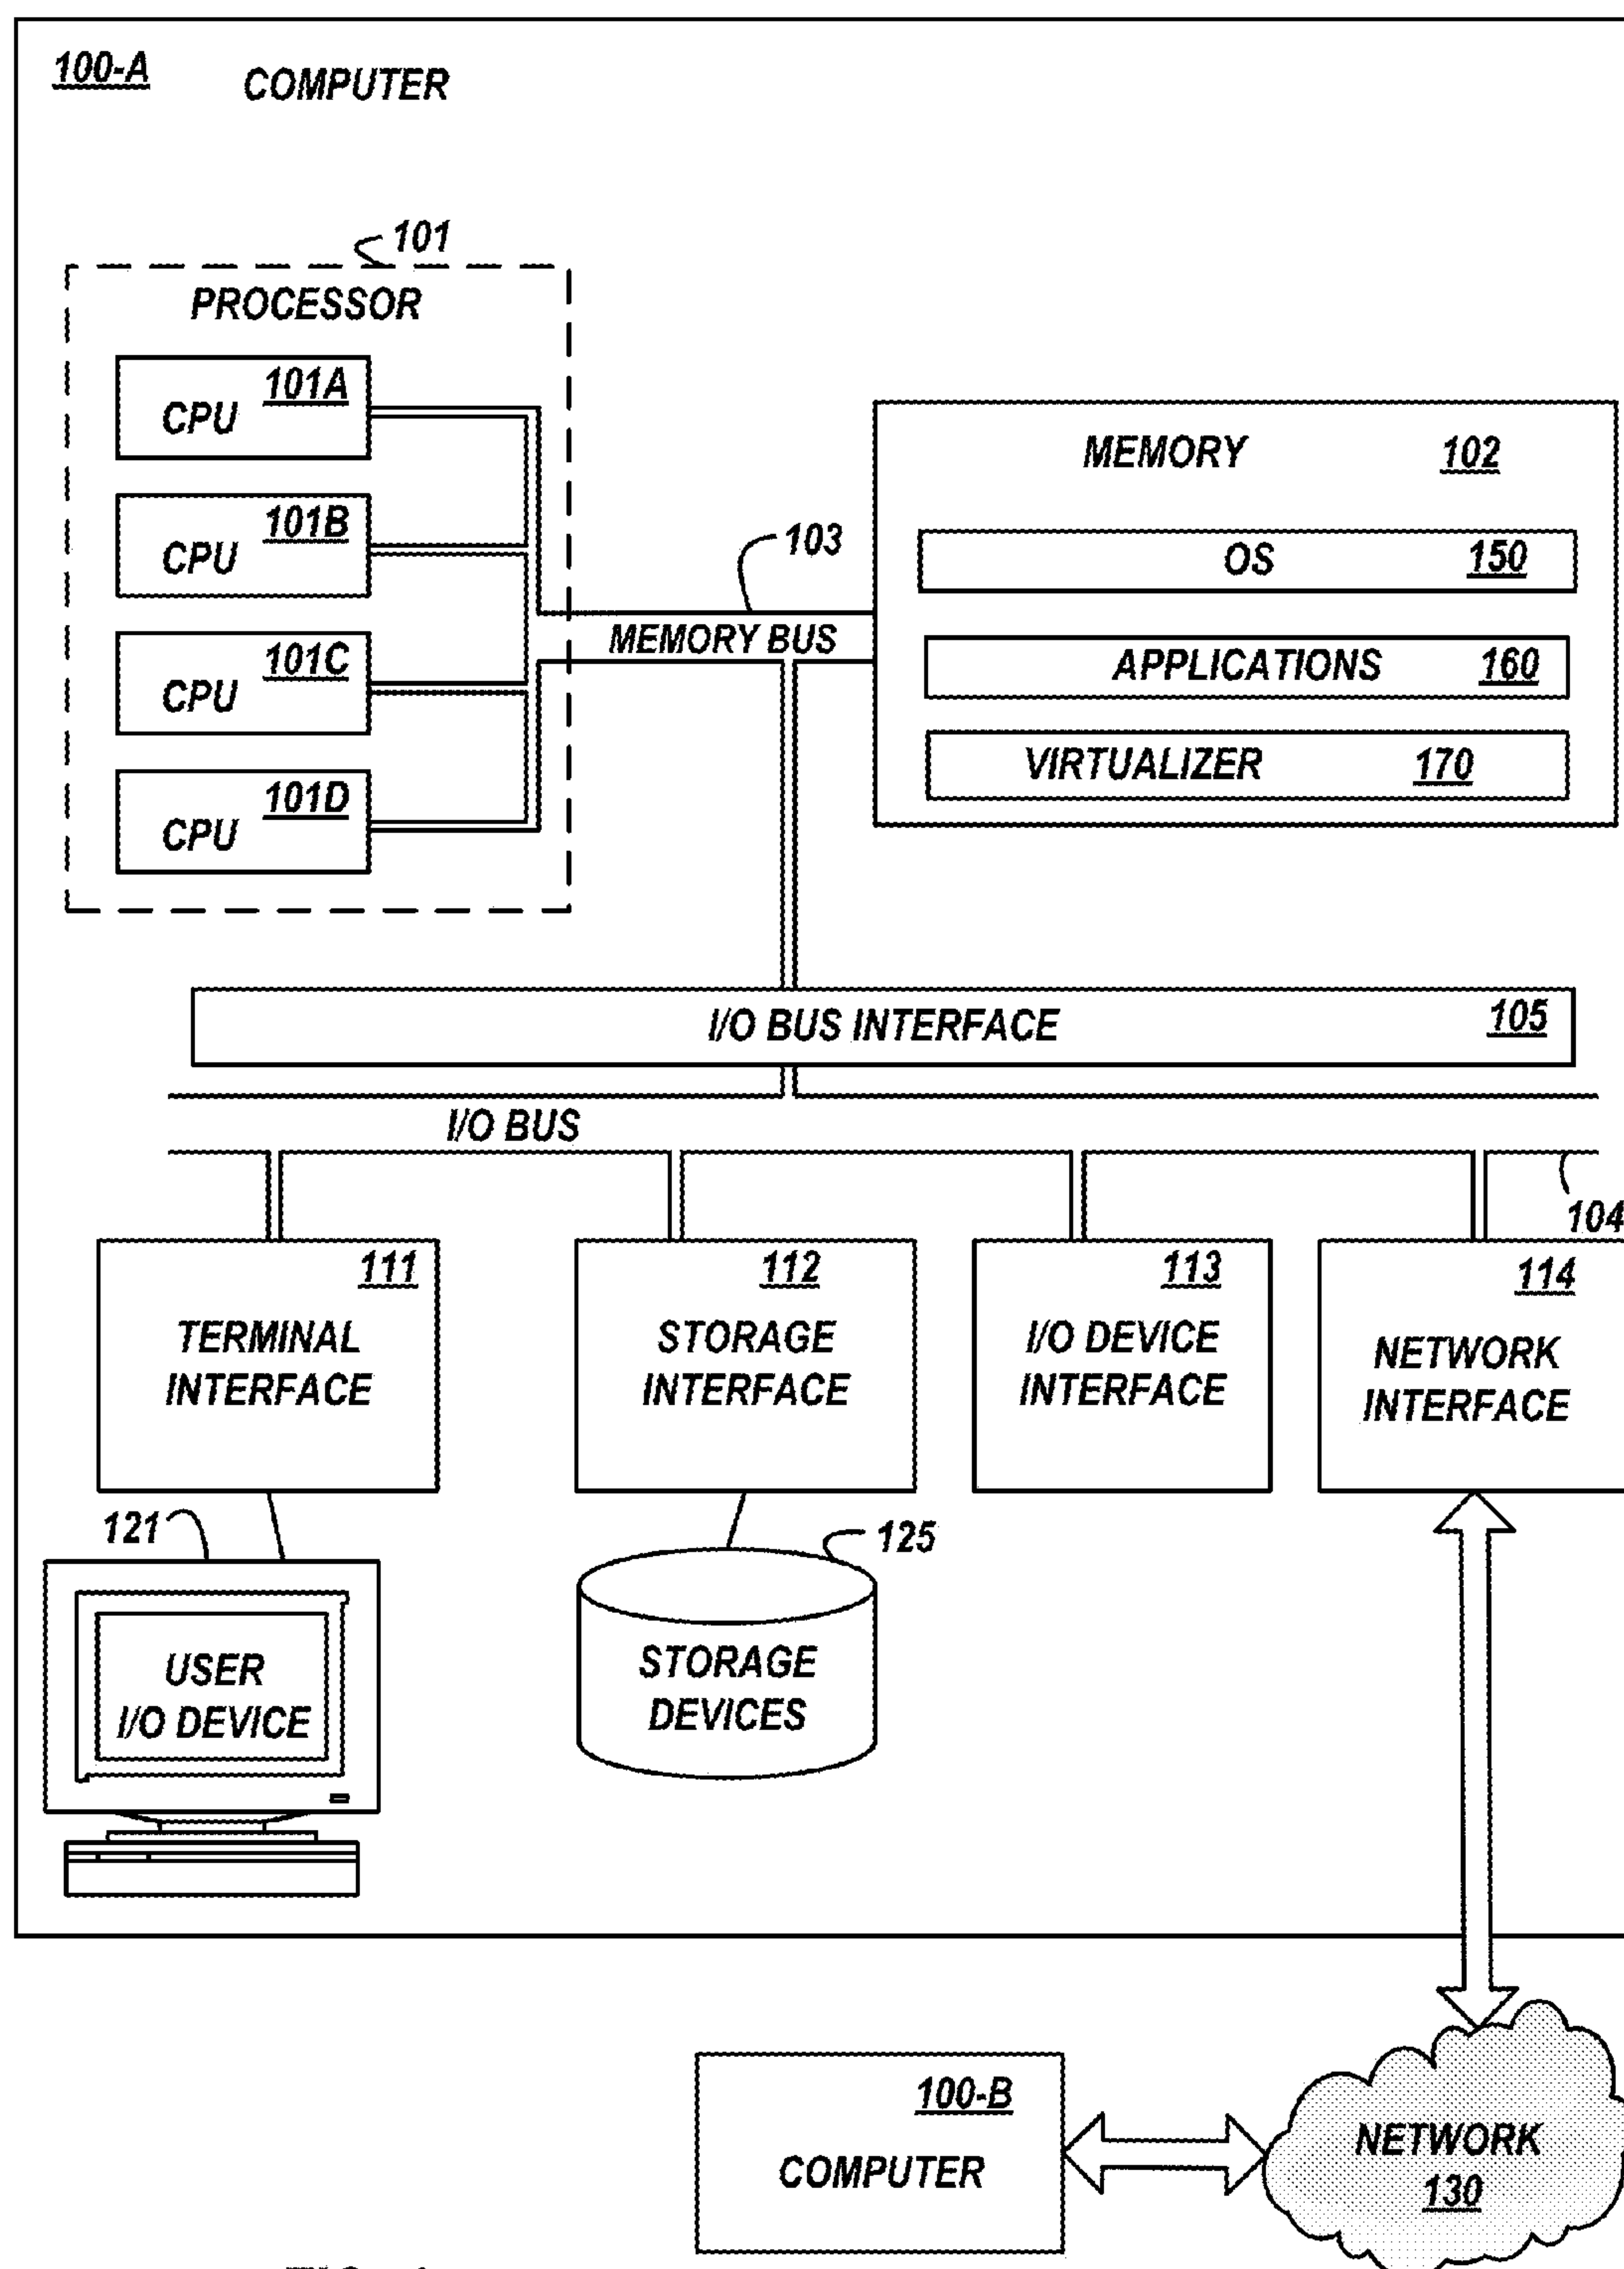 100-A
COMPUTER
101
PROCESSOR
101A
CPU
101B
CPU
101C
CPU
101D
CPU
103
MEMORY BUS
MEMORY 102
OS 150
APPLICATIONS 160
VIRTUALIZER 170
I/O BUS INTERFACE 105
I/O BUS
104
111
TERMINAL
INTERFACE
112
STORAGE
INTERFACE
113
I/O DEVICE
INTERFACE
114
NETWORK
INTERFACE
121
USER
I/O DEVICE
125
STORAGE
DEVICES
100-B
COMPUTER
NETWORK
130